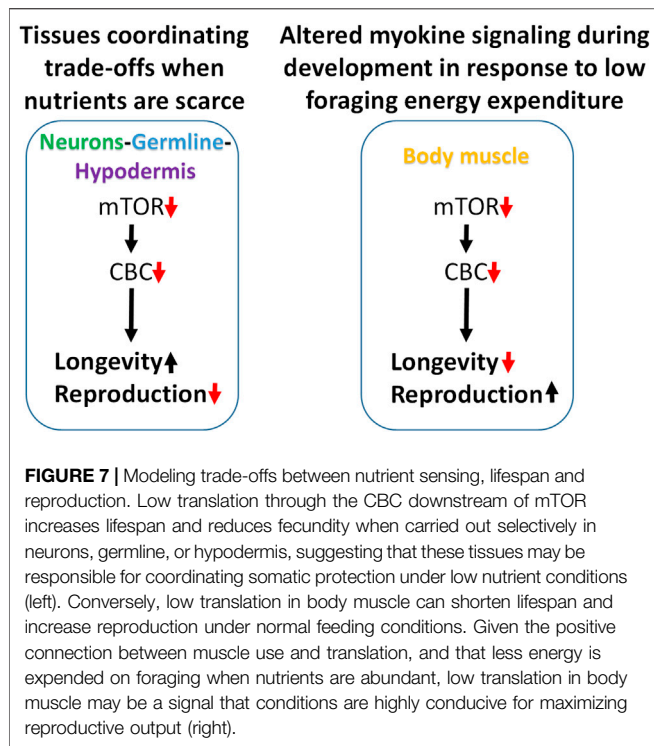 Tissues coordinating
trade-offs when
nutrients are scarce
Neurons-Germline-
Hypodermis
mTOR
CBC
Longevity
Reproduction
Altered myokine signaling during
development in response to low
foraging energy expenditure
Body muscle
mTOR
CBC
Longevity
Reproduction
FIGURE 7 | Modeling trade-offs between nutrient sensing, lifespan and
reproduction. Low translation through the CBC downstream of mTOR
increases lifespan and reduces fecundity when carried out selectively in
neurons, germline, or hypodermis, suggesting that these tissues may be
responsible for coordinating somatic protection under low nutrient conditions
(left). Conversely, low translation in body muscle can shorten lifespan and
increase reproduction under normal feeding conditions. Given the positive
connection between muscle use and translation, and that less energy is
expended on foraging when nutrients are abundant, low translation in body
muscle may be a signal that conditions are highly conducive for maximizing
reproductive output (right).